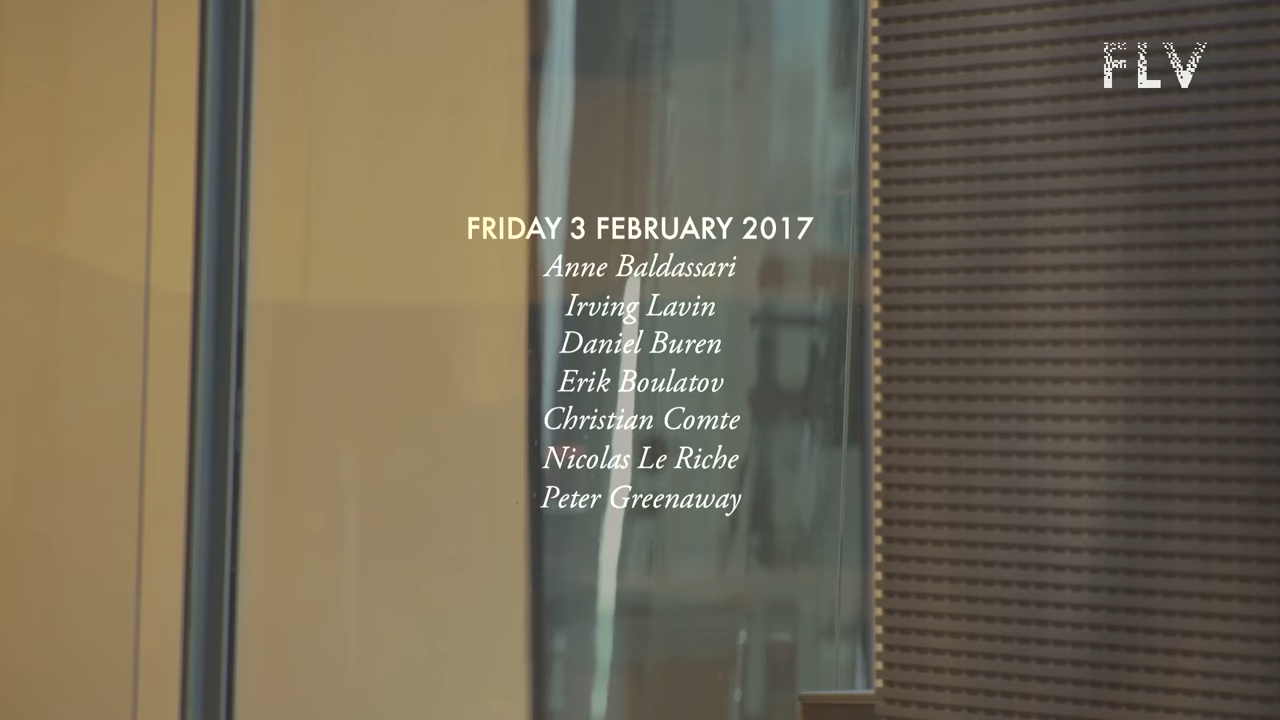 FLV
FRIDAY 3 FEBRUARY 2017
Anne Baldassari
Irving Lavin
Daniel Buren
Erik Boulatov
Christian Comte
Nicolas Le Riche
Peter Greenaway